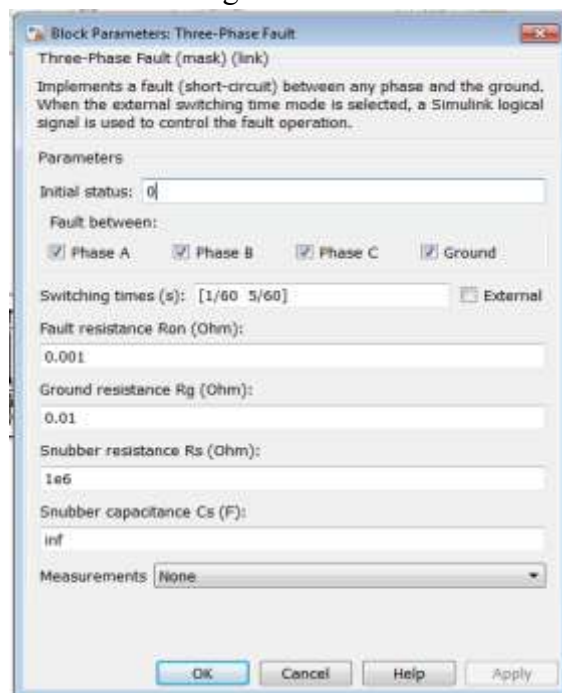 Block Parameters: Three-Phase Fault
Three-Phase Fault (mask) (link)
Implements a fault (short-circuit) between any phase and the ground.
When the external switching time mode is selected, a Simulink logical
signal is used to control the fault operation.
Parameters
Initial status: 0
Fault between:
Phase A Phase B Phase C Ground
Switching times (s): [1/60 5/60] External
Fault resistance Ron (Ohm):
0.001
Ground resistance Rg (Ohm):
0.01
Snubber resistance Rs (Ohm):
1e6
Snubber capacitance Cs (F):
inf
Measurements None
OK Cancel Help Apply